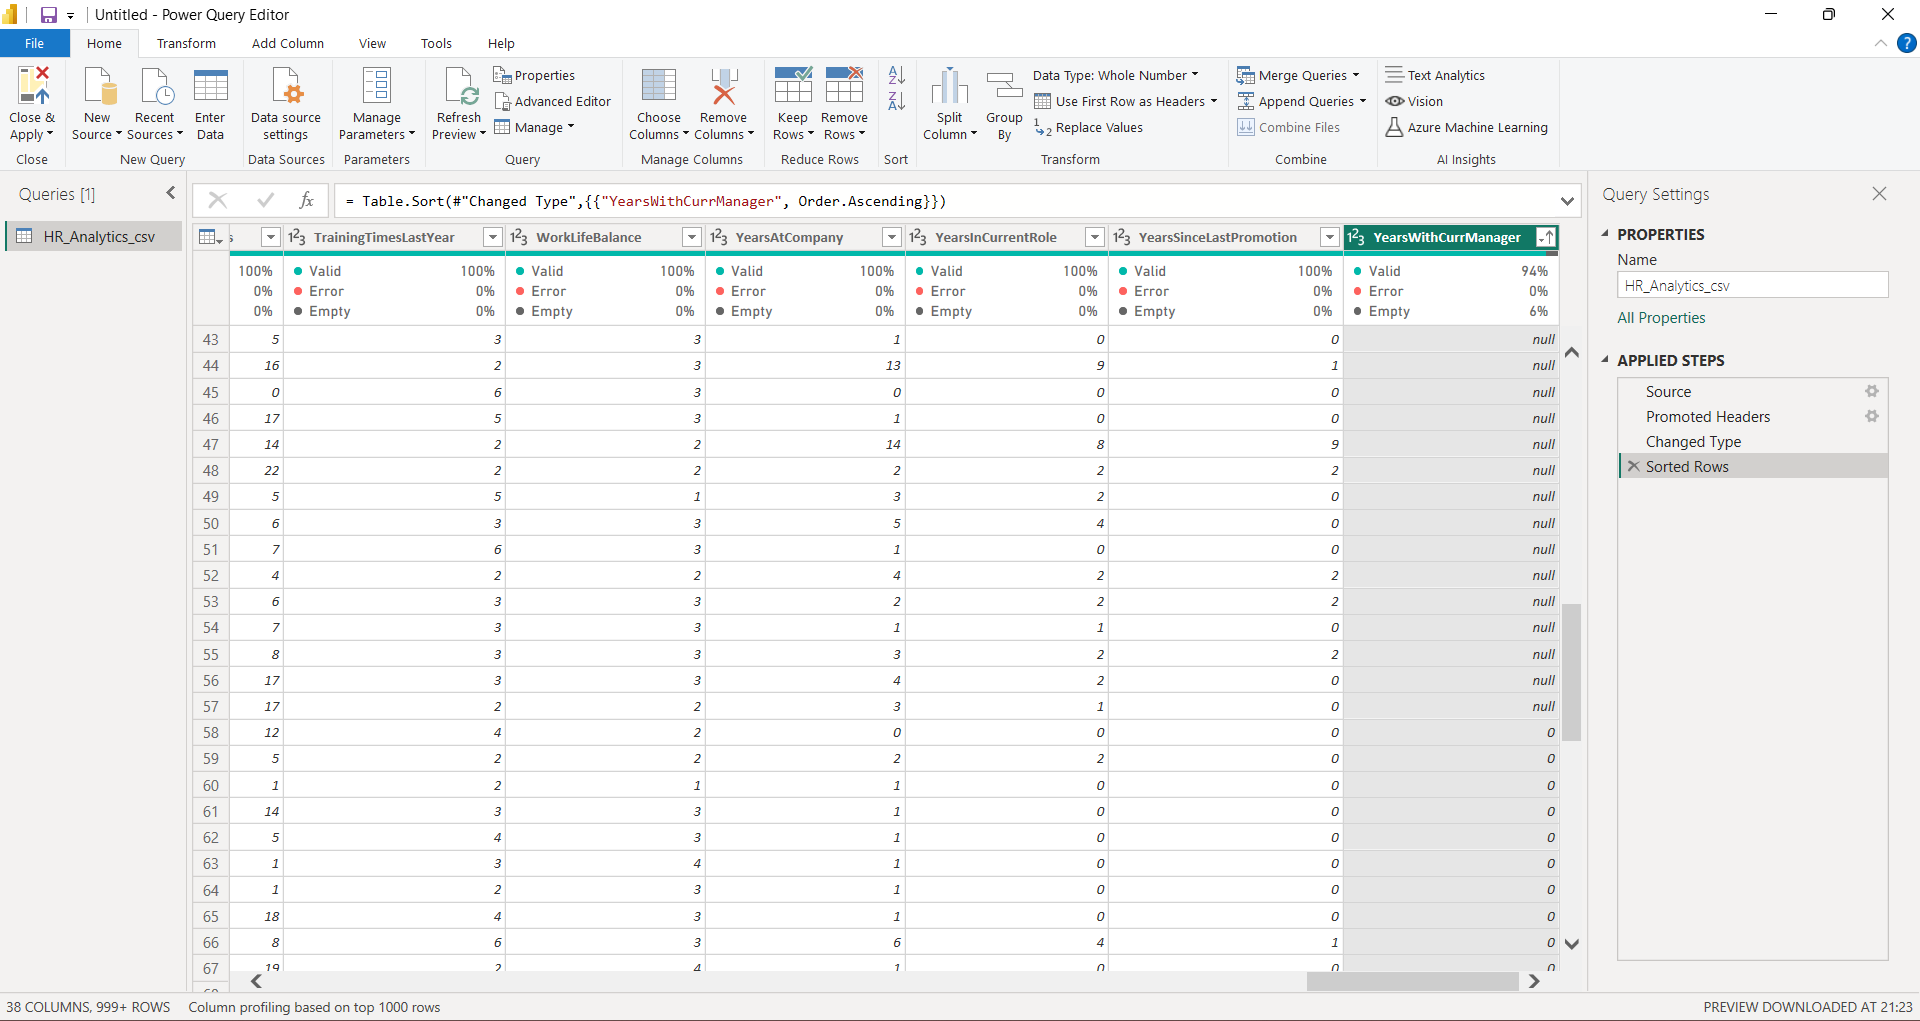 Untitled - Power Query Editor
File Home Transform Add Column View Tools Help
Close & Apply
Close
New Source
Recent Sources
Enter Data
New Query
Data source settings
Data Sources
Manage Parameters
Parameters
Refresh Preview
Properties
Advanced Editor
Manage
Query
Choose Columns
Remove Columns
Manage Columns
Keep Rows
Remove Rows
Reduce Rows
Sort
Split Column
Group By
Data Type: Whole Number
Use First Row as Headers
Replace Values
Transform
Merge Queries
Append Queries
Combine Files
Combine
Text Analytics
Vision
Azure Machine Learning
AI Insights
Queries [1]
HR_Analytics_csv
= Table.Sort(#"Changed Type",{{"YearsWithCurrManager", Order.Ascending}})
s TrainingTimesLastYear WorkLifeBalance YearsAtCompany YearsInCurrentRole YearsSinceLastPromotion YearsWithCurrManager
100% Valid 100% Valid 100% Valid 100% Valid 100% Valid 100% Valid 94%
0% Error 0% Error 0% Error 0% Error 0% Error 0% Error 0%
0% Empty 0% Empty 0% Empty 0% Empty 0% Empty 0% Empty 6%
43 5 3 3 1 0 0 null
44 16 2 3 13 9 1 null
45 0 6 3 0 0 0 null
46 17 5 3 1 0 0 null
47 14 2 2 14 8 9 null
48 22 2 2 2 2 2 null
49 5 5 1 3 2 0 null
50 6 3 3 5 4 0 null
51 7 6 3 1 0 0 null
52 4 2 2 4 2 2 null
53 6 3 3 2 2 2 null
54 7 3 3 1 1 0 null
55 8 3 3 3 2 2 null
56 17 3 3 4 2 0 null
57 17 2 2 3 1 0 null
58 12 4 2 0 0 0 0
59 5 2 2 2 2 0 0
60 1 2 1 1 0 0 0
61 14 3 3 1 0 0 0
62 5 4 3 1 0 0 0
63 1 3 4 1 0 0 0
64 1 2 3 1 0 0 0
65 18 4 3 1 0 0 0
66 8 6 3 6 4 1 0
67 19 2 4 1 0 0 0
Query Settings
PROPERTIES
Name
HR_Analytics_csv
All Properties
APPLIED STEPS
Source
Promoted Headers
Changed Type
Sorted Rows
38 COLUMNS, 999+ ROWS Column profiling based on top 1000 rows
PREVIEW DOWNLOADED AT 21:23